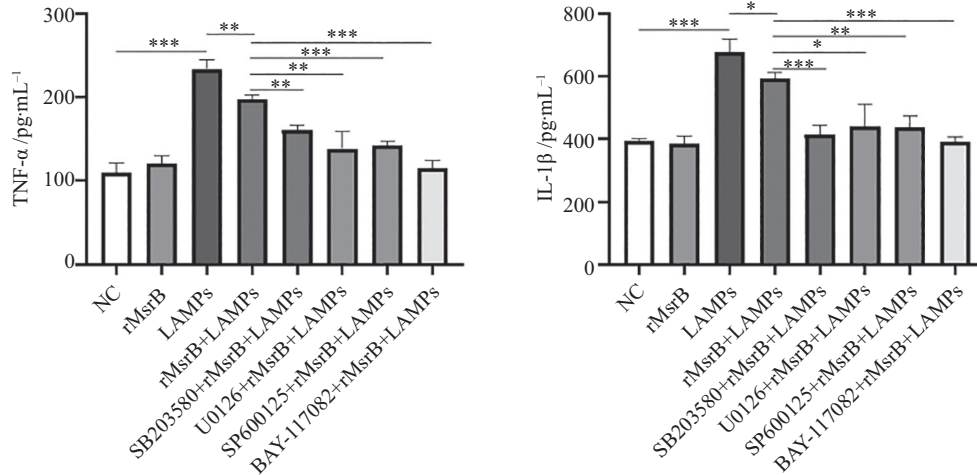 TNF-α /pg·mL⁻¹
300
200
100
0
***
**
***
***
**
**
NC
rMsrB
LAMPs
rMsrB+LAMPs
SB203580+rMsrB+LAMPs
U0126+rMsrB+LAMPs
SP600125+rMsrB+LAMPs
BAY-117082+rMsrB+LAMPs
IL-1β /pg·mL⁻¹
800
600
400
200
0
***
*
***
**
*
***
NC
rMsrB
LAMPs
rMsrB+LAMPs
SB203580+rMsrB+LAMPs
U0126+rMsrB+LAMPs
SP600125+rMsrB+LAMPs
BAY-117082+rMsrB+LAMPs